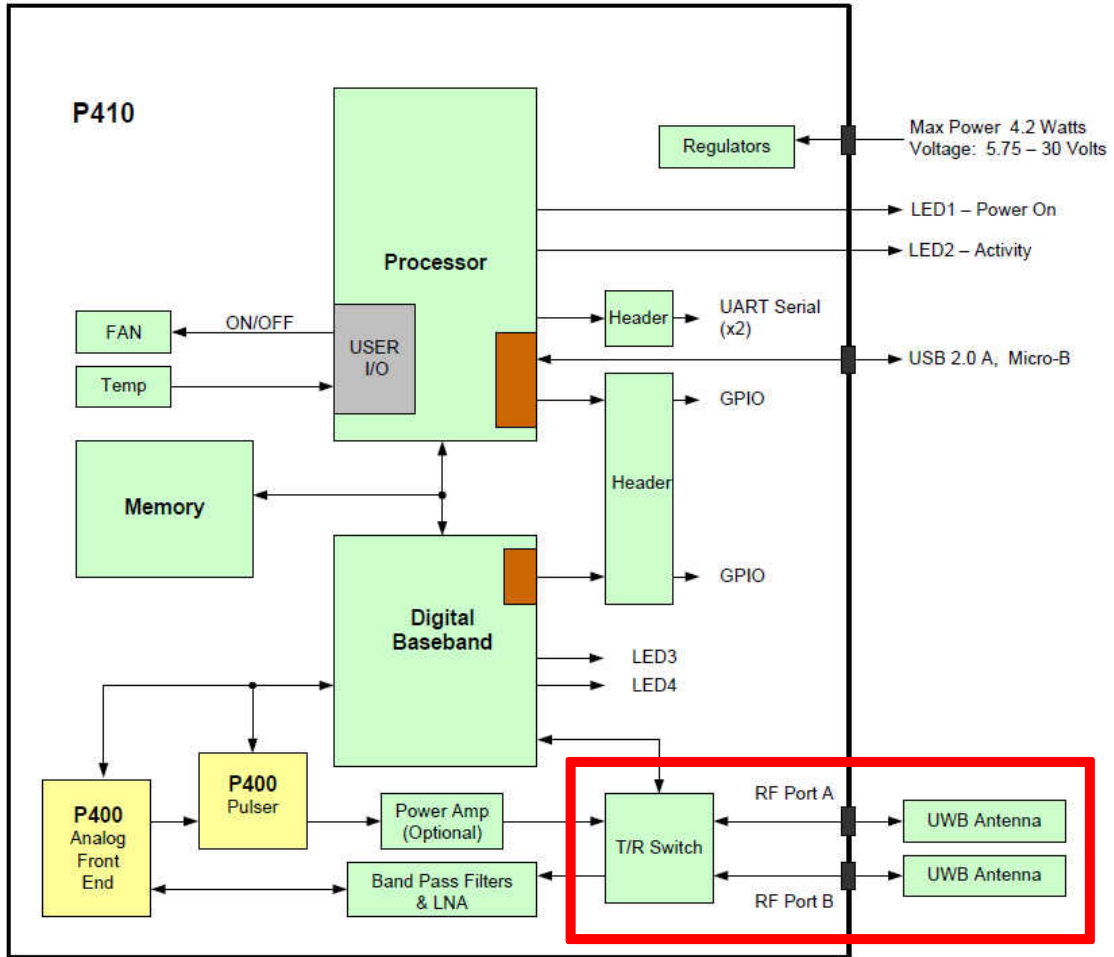 P410
Regulators
Max Power 4.2 Watts
Voltage: 5.75 – 30 Volts
LED1 – Power On
LED2 – Activity
Processor
Header
UART Serial
(x2)
FAN
ON/OFF
USER
I/O
USB 2.0 A, Micro-B
Temp
GPIO
Memory
Header
GPIO
Digital
Baseband
LED3
LED4
P400
Pulser
P400
Analog
Front
End
Power Amp
(Optional)
Band Pass Filters
& LNA
T/R Switch
RF Port A
UWB Antenna
UWB Antenna
RF Port B